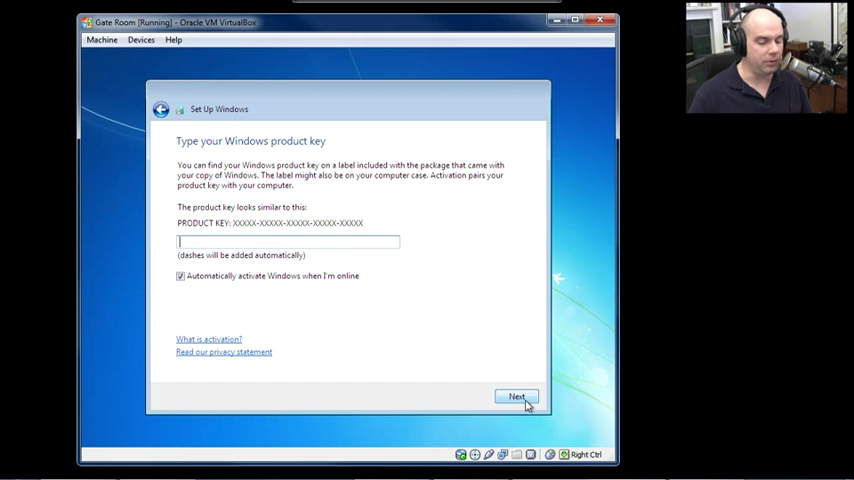 Gate Room [Running] - Oracle VM VirtualBox
Machine Devices Help
Set Up Windows
Type your Windows product key
You can find your Windows product key on a label included with the package that came with
your copy of Windows. The label might also be on your computer case. Activation pairs your
product key with your computer.
The product key looks similar to this:
PRODUCT KEY: XXXXX-XXXXX-XXXXX-XXXXX-XXXXX
(dashes will be added automatically)
Automatically activate Windows when I'm online
What is activation?
Read our privacy statement
Next
Right Ctrl